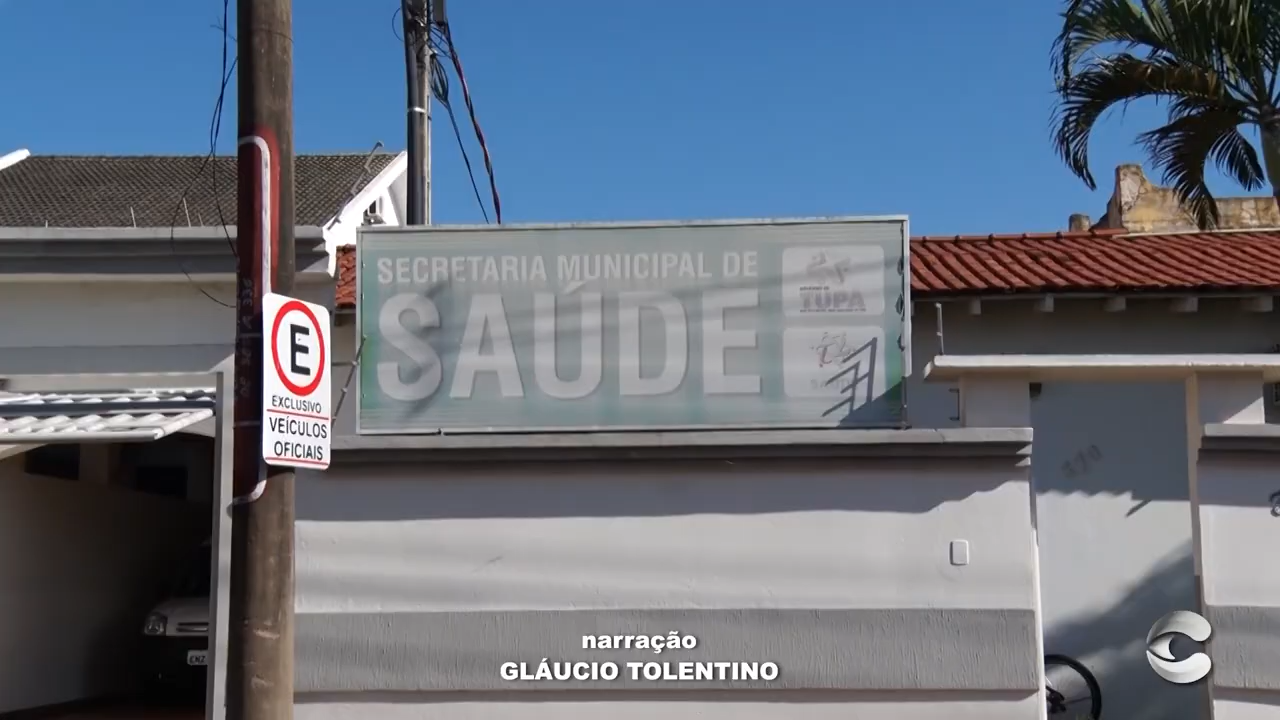 SECRETARIA MUNICIPAL DE
SAÚDE
TUPÃ
E
EXCLUSIVO
VEÍCULOS
OFICIAIS
narração
GLÁUCIO TOLENTINO